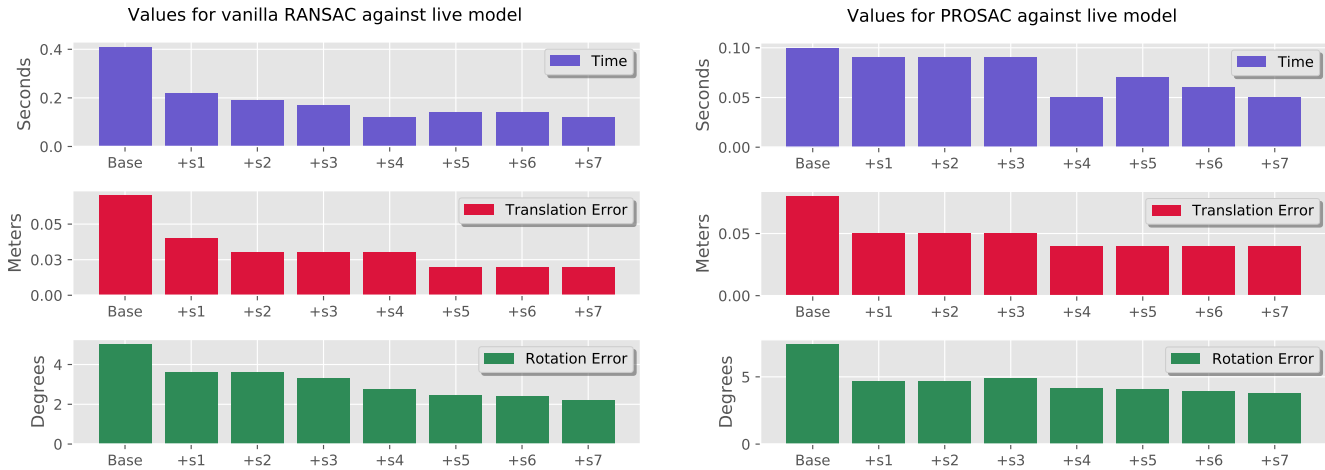 Values for vanilla RANSAC against live model
Seconds
0.4
0.2
0.0
Time
Base +s1 +s2 +s3 +s4 +s5 +s6 +s7
Meters
0.05
0.03
0.00
Translation Error
Base +s1 +s2 +s3 +s4 +s5 +s6 +s7
Degrees
4
2
0
Rotation Error
Base +s1 +s2 +s3 +s4 +s5 +s6 +s7
Values for PROSAC against live model
Seconds
0.10
0.05
0.00
Time
Base +s1 +s2 +s3 +s4 +s5 +s6 +s7
Meters
0.05
0.00
Translation Error
Base +s1 +s2 +s3 +s4 +s5 +s6 +s7
Degrees
5
0
Rotation Error
Base +s1 +s2 +s3 +s4 +s5 +s6 +s7